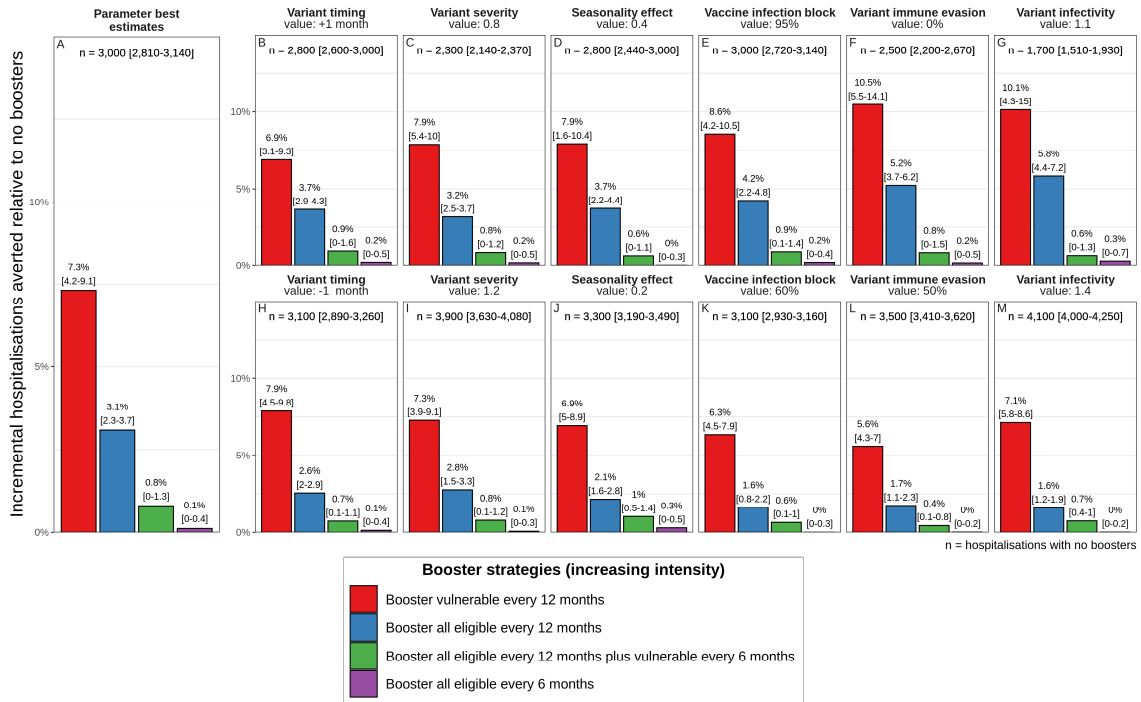 Incremental hospitalisations averted relative to no boosters
Parameter best
estimates
A
n = 3,000 [2,810-3,140]
10%
5%
0%
7.3%
[4.2-9.1]
3.1%
[2.3-3.7]
0.8%
[0-1.3]
0.1%
[0-0.4]
Variant timing
value: +1 month
B
n − 2,800 [2,600-3,000]
10%
5%
0%
6.9%
[3.1-9.3]
3.7%
[2.9 4.3]
0.9%
[0-1.6]
0.2%
[0-0.5]
Variant severity
value: 0.8
C
n − 2,300 [2,140-2,370]
7.9%
[5.4-10]
3.2%
[2.5-3.7]
0.8%
[0-1.2]
0.2%
[0-0.5]
Seasonality effect
value: 0.4
D
n − 2,800 [2,440-3,000]
7.9%
[1.6-10.4]
3.7%
[2.2-4.4]
0.6%
[0-1.1]
0%
[0-0.3]
Vaccine infection block
value: 95%
E
n − 3,000 [2,720-3,140]
8.6%
[4.2-10.5]
4.2%
[2.2-4.8]
0.9%
[0.1-1.4]
0.2%
[0-0.4]
Variant immune evasion
value: 0%
F
n − 2,500 [2,200-2,670]
10.5%
[5.5-14.1]
5.2%
[3.7-6.2]
0.8%
[0-1.5]
0.2%
[0-0.5]
Variant infectivity
value: 1.1
G
n − 1,700 [1,510-1,930]
10.1%
[4.3-15]
5.8%
[4.4-7.2]
0.6%
[0-1.3]
0.3%
[0-0.7]
Variant timing
value: -1 month
H
n = 3,100 [2,890-3,260]
10%
5%
0%
7.9%
[4.5-9.8]
2.6%
[2-2.9]
0.7%
[0.1-1.1]
0.1%
[0-0.4]
Variant severity
value: 1.2
I
n = 3,900 [3,630-4,080]
7.3%
[3.9-9.1]
2.8%
[1.5-3.3]
0.8%
[0.1-1.2]
0.1%
[0-0.3]
Seasonality effect
value: 0.2
J
n = 3,300 [3,190-3,490]
6.9%
[5-8.9]
2.1%
[1.6-2.8]
1%
[0.5-1.4]
0.3%
[0-0.5]
Vaccine infection block
value: 60%
K
n = 3,100 [2,930-3,160]
6.3%
[4.5-7.9]
1.6%
[0.8-2.2]
0.6%
[0.1-1]
0%
[0-0.3]
Variant immune evasion
value: 50%
L
n = 3,500 [3,410-3,620]
5.6%
[4.3-7]
1.7%
[1.1-2.3]
0.4%
[0.1-0.8]
0%
[0-0.2]
Variant infectivity
value: 1.4
M
n = 4,100 [4,000-4,250]
7.1%
[5.8-8.6]
1.6%
[1.2-1.9]
0.7%
[0.4-1]
0%
[0-0.2]
n = hospitalisations with no boosters
Booster strategies (increasing intensity)
Booster vulnerable every 12 months
Booster all eligible every 12 months
Booster all eligible every 12 months plus vulnerable every 6 months
Booster all eligible every 6 months